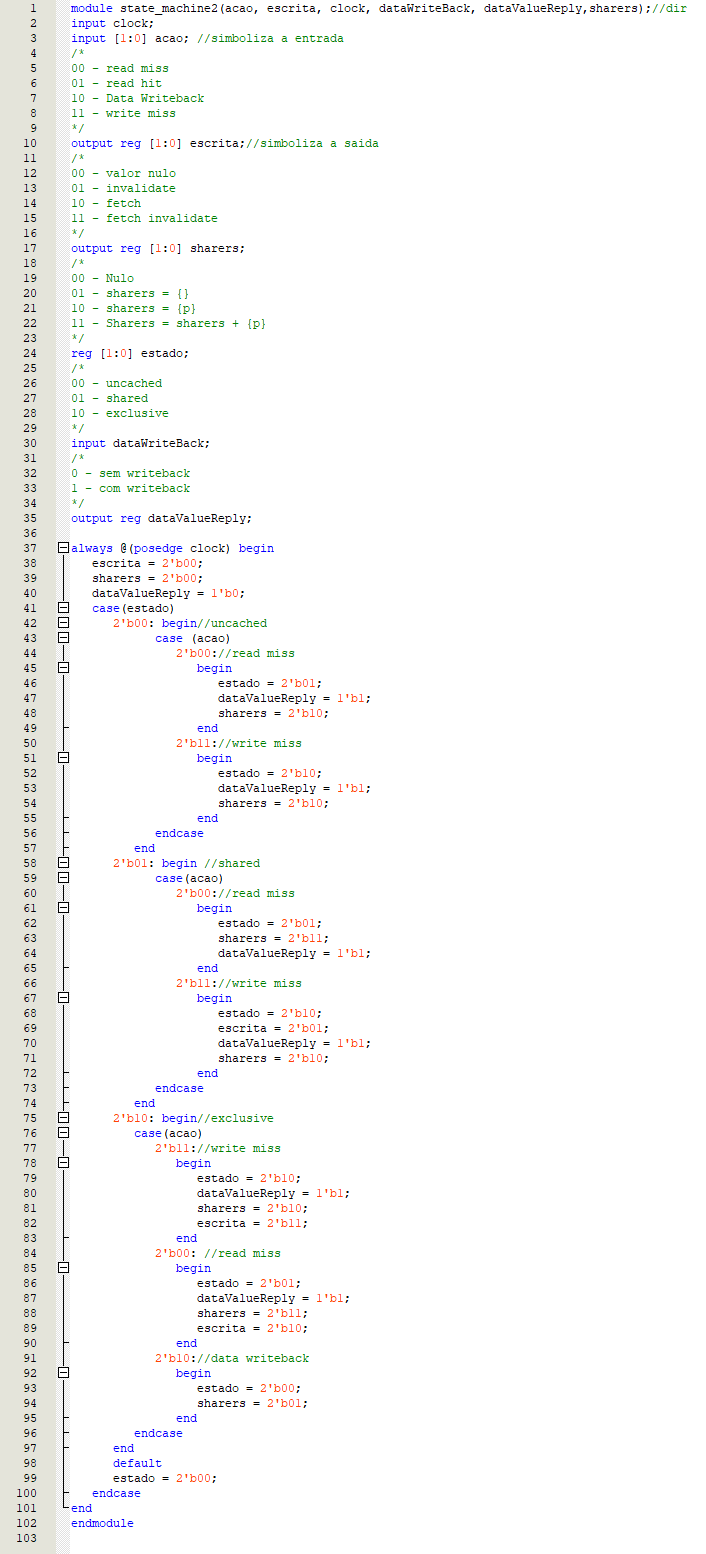 1 module state_machine2(acao, escrita, clock, dataWriteBack, dataValueReply,sharers);//dir
2 input clock;
3 input [1:0] acao; //simboliza a entrada
4 /*
5 00 - read miss
6 01 - read hit
7 10 - Data Writeback
8 11 - write miss
9 */
10 output reg [1:0] escrita;//simboliza a saida
11 /*
12 00 - valor nulo
13 01 - invalidate
14 10 - fetch
15 11 - fetch invalidate
16 */
17 output reg [1:0] sharers;
18 /*
19 00 - Nulo
20 01 - sharers = {}
21 10 - sharers = {p}
22 11 - Sharers = sharers + {p}
23 */
24 reg [1:0] estado;
25 /*
26 00 - uncached
27 01 - shared
28 10 - exclusive
29 */
30 input dataWriteBack;
31 /*
32 0 - sem writeback
33 1 - com writeback
34 */
35 output reg dataValueReply;
36
37 always @(posedge clock) begin
38 escrita = 2'b00;
39 sharers = 2'b00;
40 dataValueReply = 1'b0;
41 case(estado)
42 2'b00: begin//uncached
43 case (acao)
44 2'b00://read miss
45 begin
46 estado = 2'b01;
47 dataValueReply = 1'b1;
48 sharers = 2'b10;
49 end
50 2'b11://write miss
51 begin
52 estado = 2'b10;
53 dataValueReply = 1'b1;
54 sharers = 2'b10;
55 end
56 endcase
57 end
58 2'b01: begin //shared
59 case(acao)
60 2'b00://read miss
61 begin
62 estado = 2'b01;
63 sharers = 2'b11;
64 dataValueReply = 1'b1;
65 end
66 2'b11://write miss
67 begin
68 estado = 2'b10;
69 escrita = 2'b01;
70 dataValueReply = 1'b1;
71 sharers = 2'b10;
72 end
73 endcase
74 end
75 2'b10: begin//exclusive
76 case(acao)
77 2'b11://write miss
78 begin
79 estado = 2'b10;
80 dataValueReply = 1'b1;
81 sharers = 2'b10;
82 escrita = 2'b11;
83 end
84 2'b00: //read miss
85 begin
86 estado = 2'b01;
87 dataValueReply = 1'b1;
88 sharers = 2'b11;
89 escrita = 2'b10;
90 end
91 2'b10://data writeback
92 begin
93 estado = 2'b00;
94 sharers = 2'b01;
95 end
96 endcase
97 end
98 default
99 estado = 2'b00;
100 endcase
101 end
102 endmodule
103